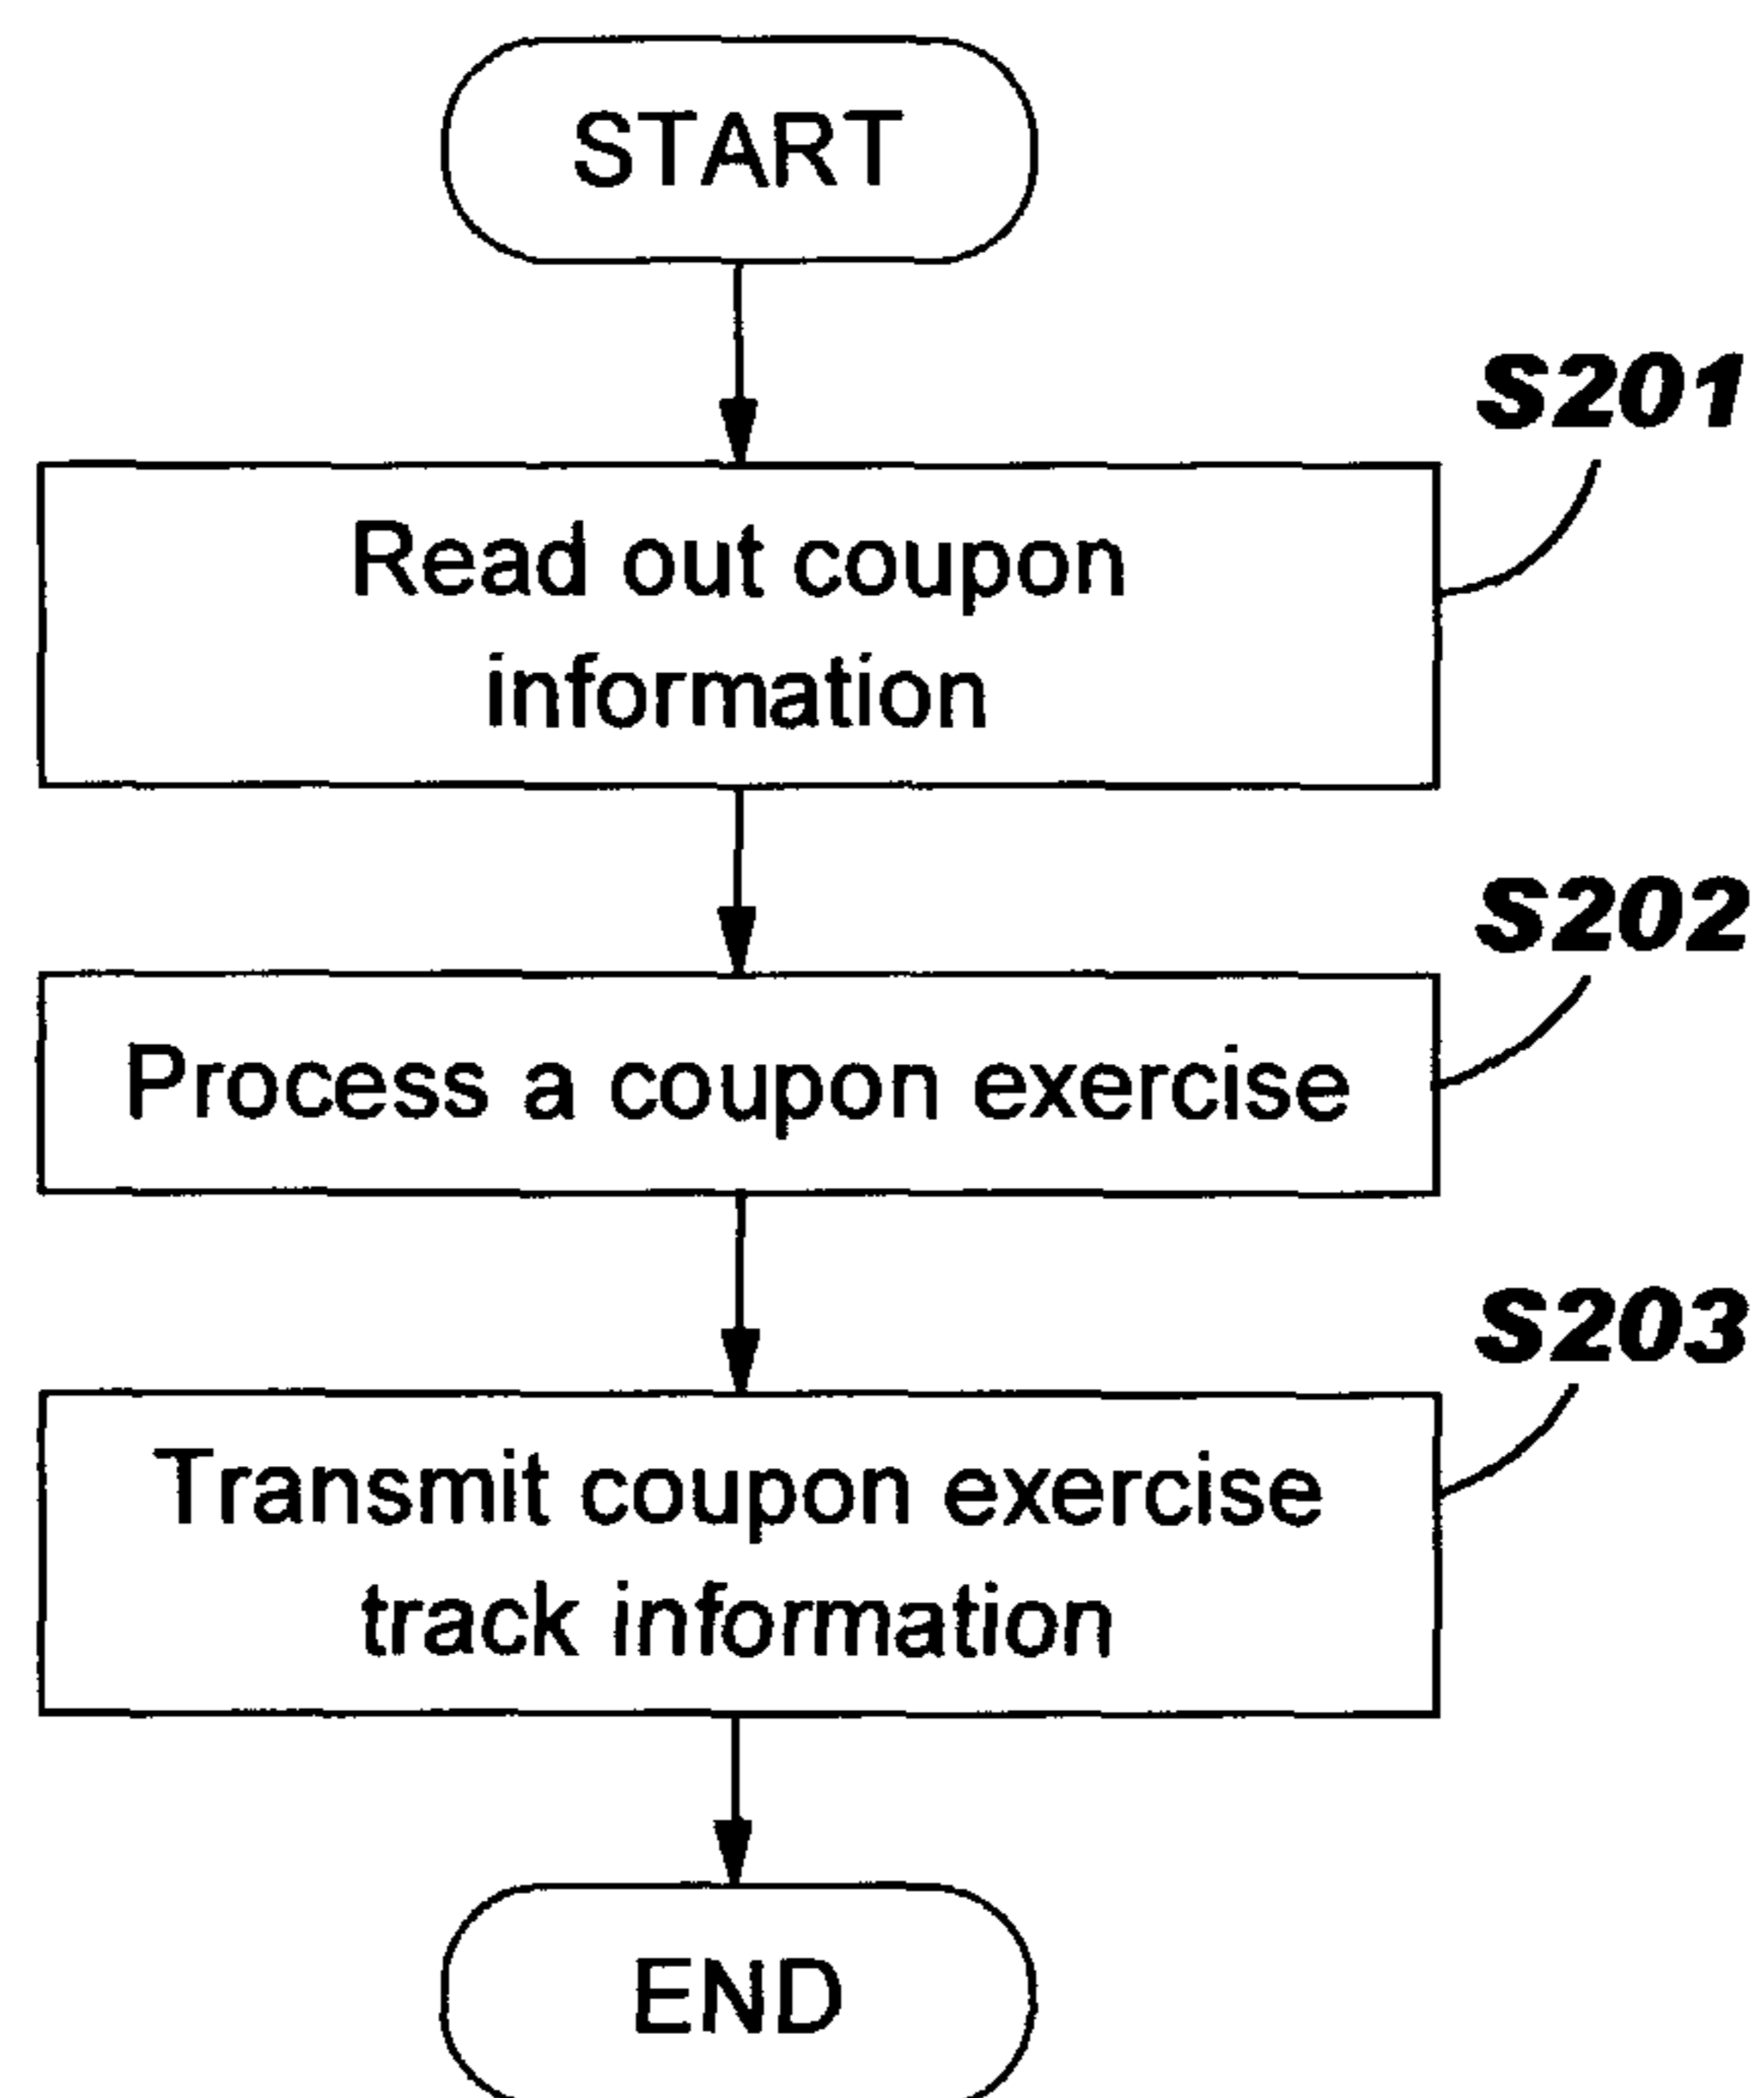 START
S201
Read out coupon
information
S202
Process a coupon exercise
S203
Transmit coupon exercise
track information
END